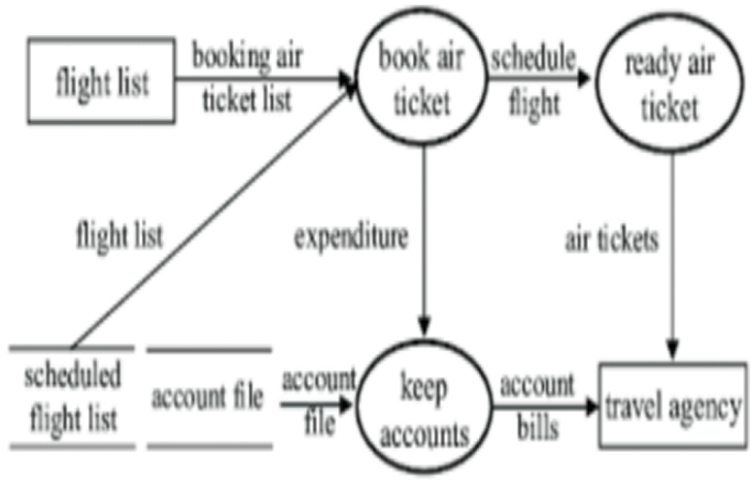 flight list
booking air
ticket list
book air
ticket
schedule
flight
ready air
ticket
flight list
expenditure
air tickets
scheduled
flight list
account file
account
file
keep
accounts
account
bills
travel agency